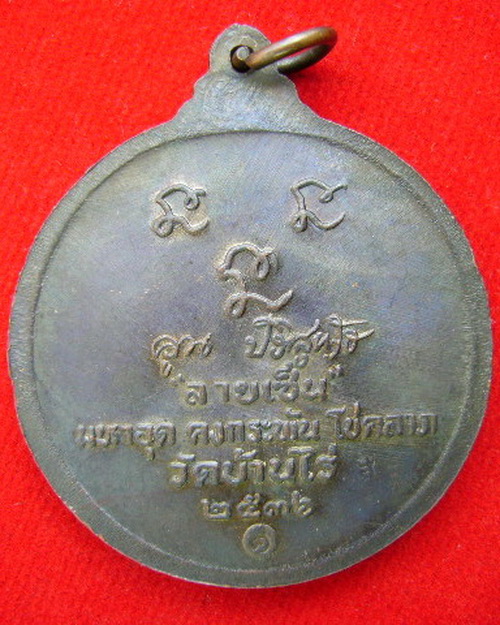 คูณ ปริสุทฺโธ
"ลายเซ็น"
มหาอุด คงกระพัน โชคลาภ
วัดบ้านไร่
๒๕๓๖
๑